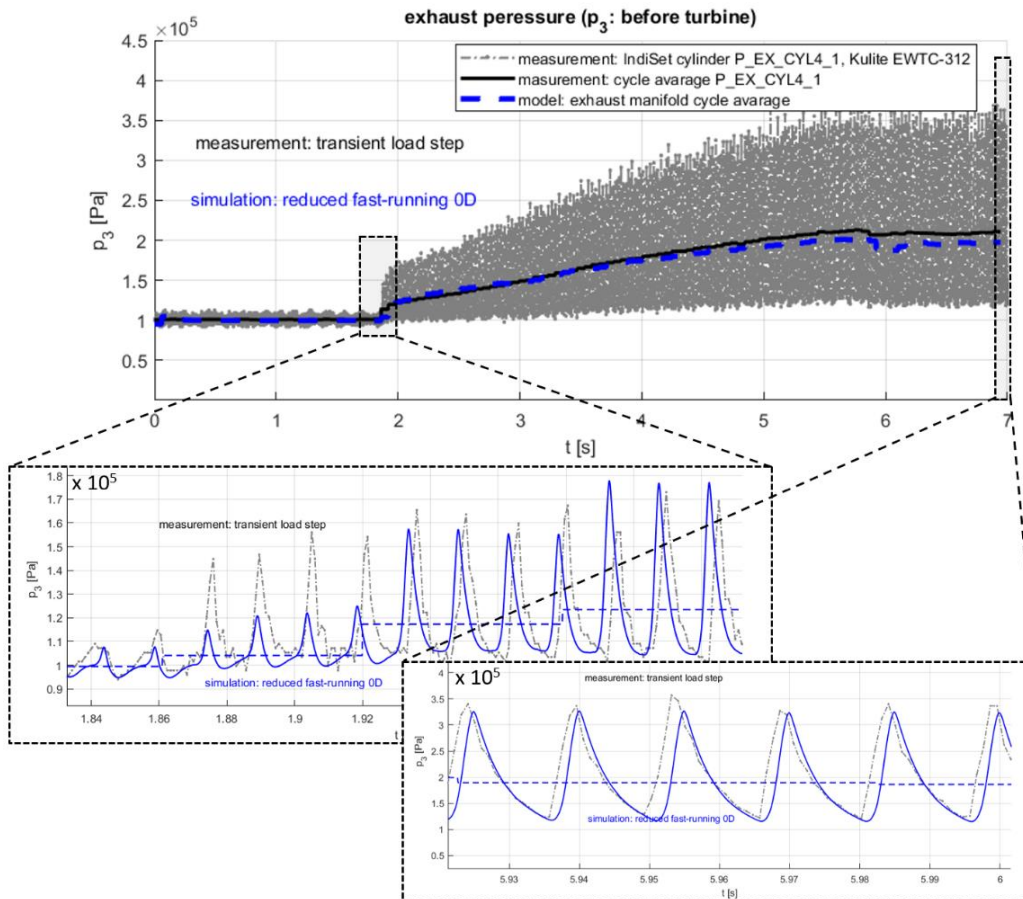 exhaust peressure (p3: before turbine)
× 10^5
4.5
4
3.5
3
2.5
2
1.5
1
0.5
p3 [Pa]
measurement: IndiSet cylinder P_EX_CYL4_1, Kulite EWTC-312
masurement: cycle avarage P_EX_CYL4_1
model: exhaust manifold cycle avarage
measurement: transient load step
simulation: reduced fast-running 0D
0 1 2 3 4 5 6 7
t [s]
x 10^5
1.8
1.7
1.6
1.5
1.4
1.3
1.2
1.1
1
0.9
p3 [Pa]
measurement: transient load step
simulation: reduced fast-running 0D
1.84 1.86 1.88 1.9 1.92
t
x 10^5
4
3.5
3
2.5
2
1.5
1
0.5
p3 [Pa]
measurement: transient load step
simulation: reduced fast-running 0D
5.93 5.94 5.95 5.96 5.97 5.98 5.99 6
t [s]